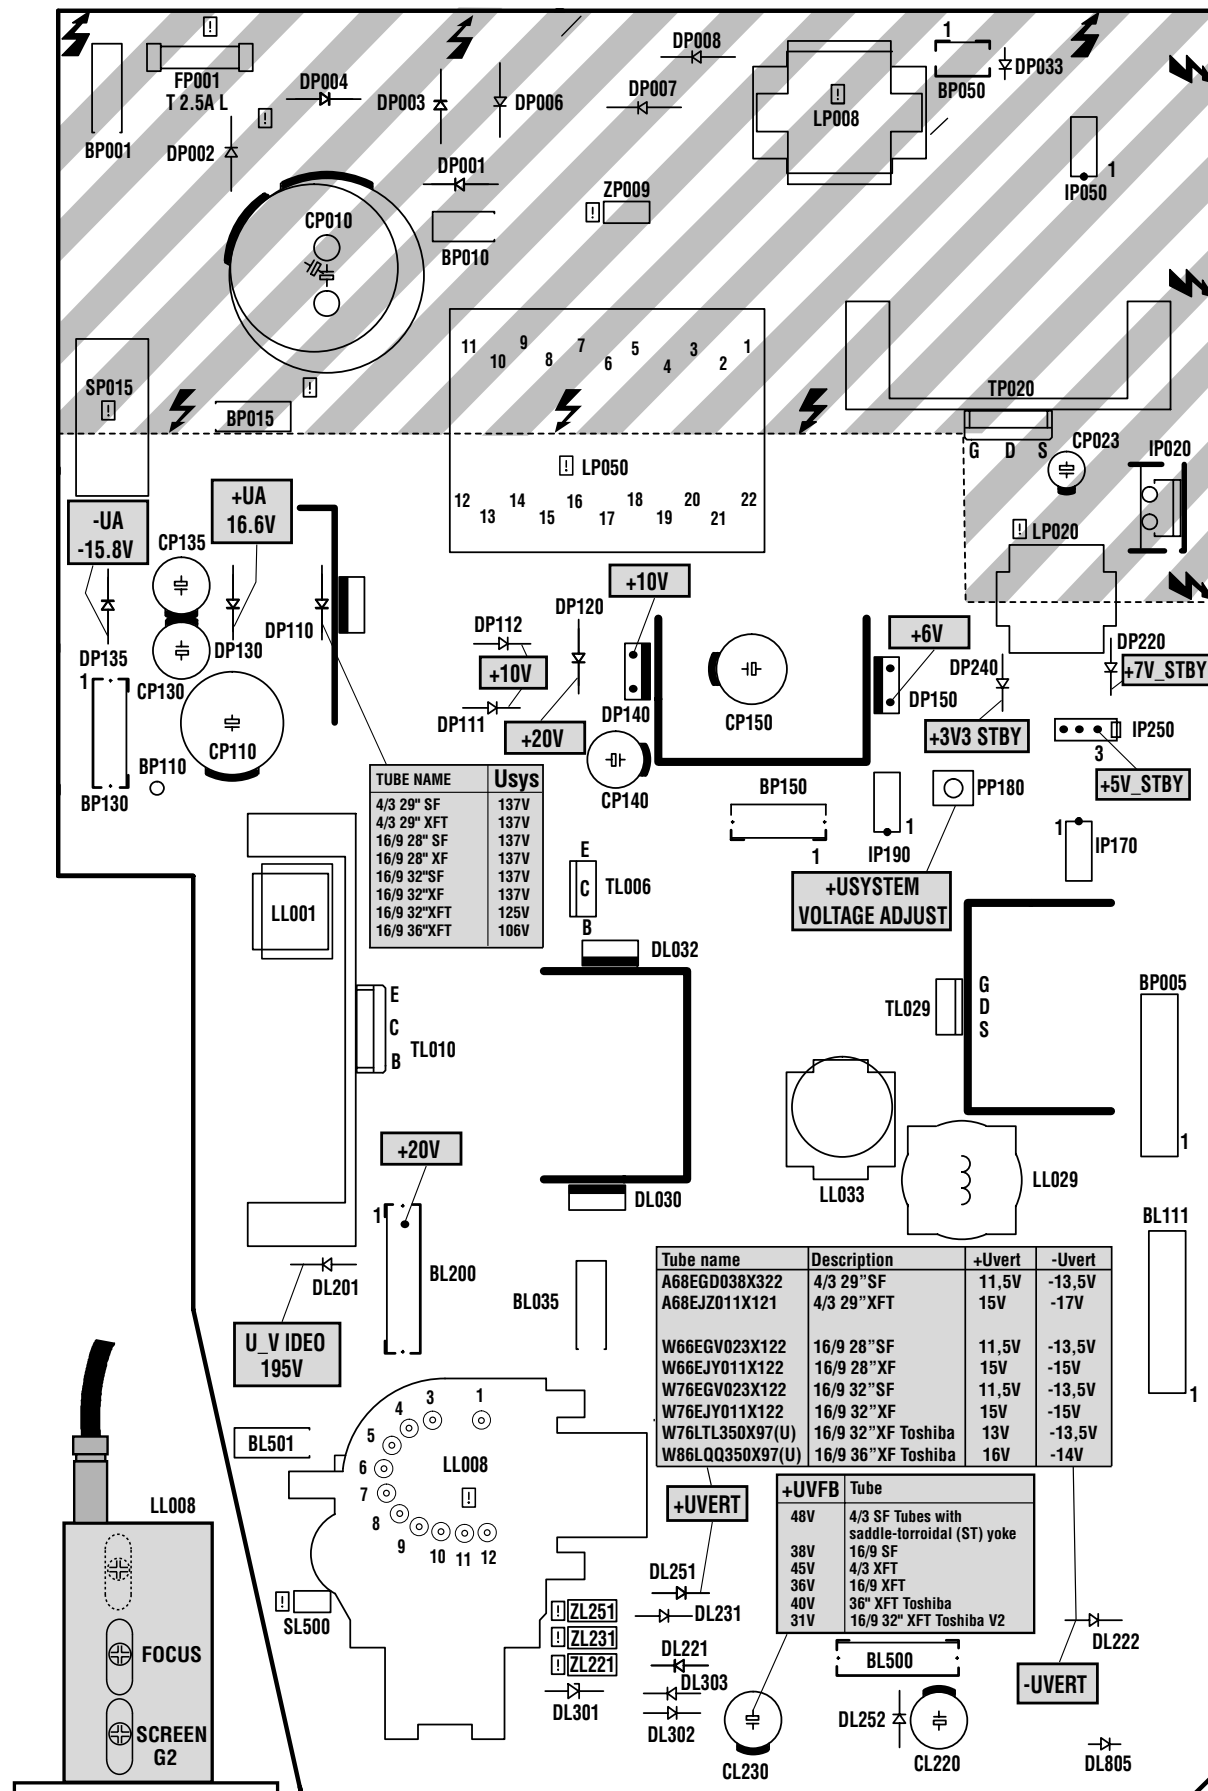 !
FP001
T 2.5A L
BP001
DP004
!
DP002
DP003
DP006
DP008
DP007
!
LP008
1
BP050
DP033
1
IP050
DP001
ZP009
!
CP010
BP010
11 10 9 8 7 6 5 4 3 2 1
SP015
!
!
BP015
TP020
G D S
CP023
IP020
! LP050
12 13 14 15 16 17 18 19 20 21 22
! LP020
-UA
-15.8V
+UA
16.6V
CP135
DP135
DP130
DP110
CP130
1
BP130
BP110
CP110
DP112
+10V
DP111
DP120
+20V
+10V
DP140
CP140
CP150
+6V
DP150
DP240
DP220
+7V_STBY
+3V3 STBY
IP250
3
+5V_STBY
BP150
1
1
IP190
PP180
1
IP170
+USYSTEM
VOLTAGE ADJUST
TUBE NAME Usys
4/3 29" SF 137V
4/3 29" XFT 137V
16/9 28" SF 137V
16/9 28" XF 137V
16/9 32"SF 137V
16/9 32"XF 137V
16/9 32"XFT 125V
16/9 36"XFT 106V
E
C
B
TL006
DL032
LL001
E
C
B
TL010
TL029
G
D
S
BP005
1
+20V
1
BL200
DL030
LL033
LL029
BL111
1
DL201
U_V IDEO
195V
BL035
Tube name Description +Uvert -Uvert
A68EGD038X322 4/3 29”SF 11,5V -13,5V
A68EJZ011X121 4/3 29”XFT 15V -17V
W66EGV023X122 16/9 28”SF 11,5V -13,5V
W66EJY011X122 16/9 28”XF 15V -15V
W76EGV023X122 16/9 32”SF 11,5V -13,5V
W76EJY011X122 16/9 32”XF 15V -15V
W76LTL350X97(U) 16/9 32”XF Toshiba 13V -13,5V
W86LQQ350X97(U) 16/9 36”XF Toshiba 16V -14V
BL501
1
3
4
5
6
7
8
9
10
11
12
LL008
!
+UVERT
+UVFB Tube
48V 4/3 SF Tubes with
saddle-torroidal (ST) yoke
38V 16/9 SF
45V 4/3 XFT
36V 16/9 XFT
40V 36" XFT Toshiba
31V 16/9 32" XFT Toshiba V2
LL008
FOCUS
SCREEN
G2
!
SL500
! ZL251
! ZL231
! ZL221
DL301
DL251
DL231
DL221
DL303
DL302
CL230
BL500
DL252
CL220
DL222
-UVERT
DL805